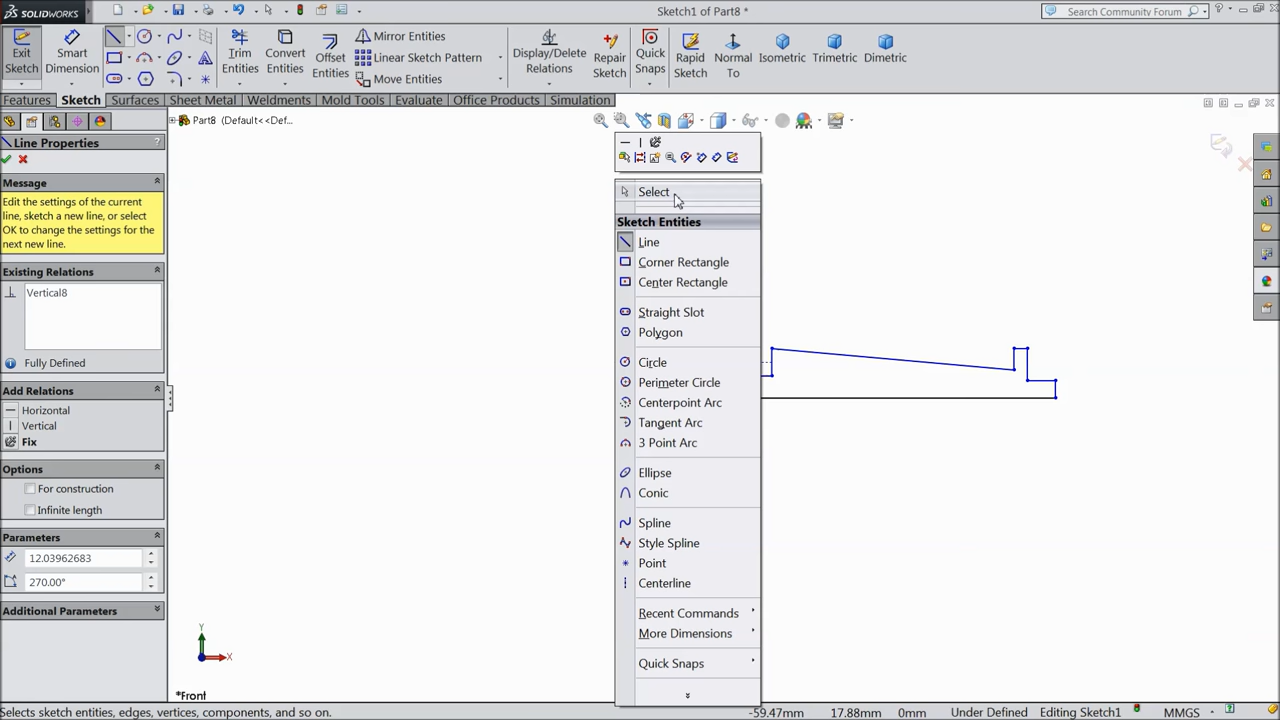 SOLIDWORKS
Sketch1 of Part8 *
Search Community Forum
Exit Sketch
Smart Dimension
Trim Entities
Convert Entities
Offset Entities
Mirror Entities
Linear Sketch Pattern
Move Entities
Display/Delete Relations
Repair Sketch
Quick Snaps
Rapid Sketch
Normal To
Isometric
Trimetric
Dimetric
Features
Sketch
Surfaces
Sheet Metal
Weldments
Mold Tools
Evaluate
Office Products
Simulation
Part8 (Default<<Def...
Line Properties
?
Message
Edit the settings of the current
line, sketch a new line, or select
OK to change the settings for the
next new line.
Existing Relations
Vertical8
Fully Defined
Add Relations
Horizontal
Vertical
Fix
Options
For construction
Infinite length
Parameters
12.03962683
270.00°
Additional Parameters
Select
Sketch Entities
Line
Corner Rectangle
Center Rectangle
Straight Slot
Polygon
Circle
Perimeter Circle
Centerpoint Arc
Tangent Arc
3 Point Arc
Ellipse
Conic
Spline
Style Spline
Point
Centerline
Recent Commands
More Dimensions
Quick Snaps
Y
X
*Front
Selects sketch entities, edges, vertices, components, and so on.
-59.47mm
17.88mm
0mm
Under Defined
Editing Sketch1
MMGS